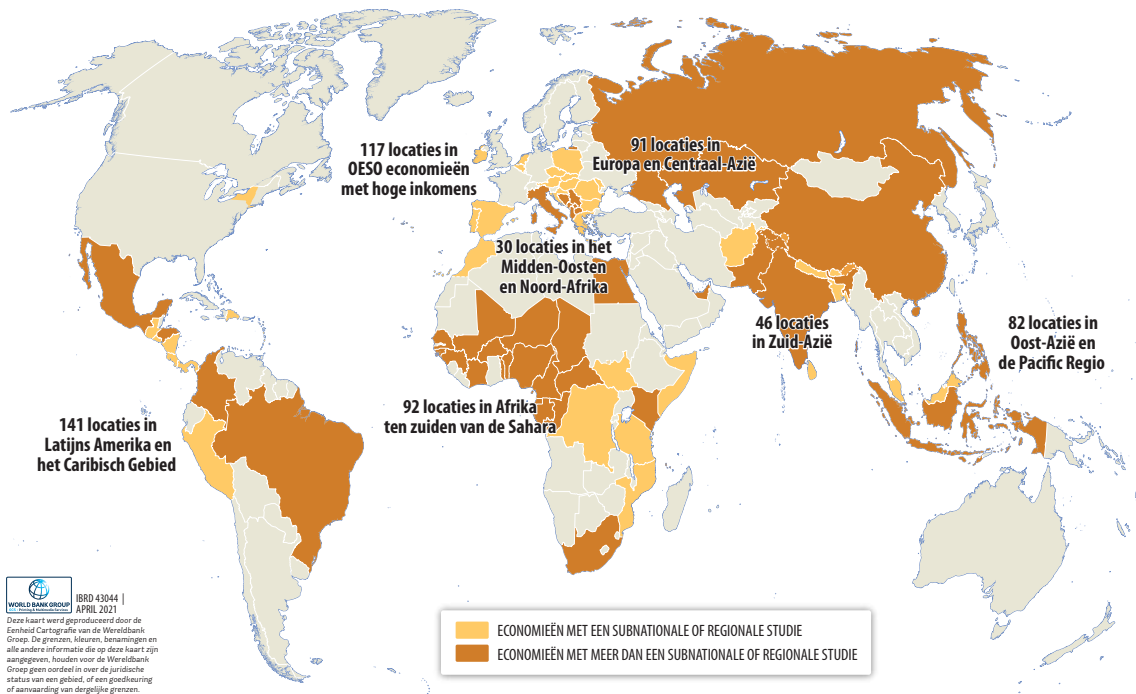 117 locaties in
OESO economieën
met hoge inkomens
91 locaties in
Europa en Centraal-Azië
30 locaties in het
Midden-Oosten
en Noord-Afrika
46 locaties
in Zuid-Azië
82 locaties in
Oost-Azië en
de Pacific Regio
92 locaties in Afrika
ten zuiden van de Sahara
141 locaties in
Latijns Amerika en
het Caribisch Gebied
WORLD BANK GROUP
Printing & Multimedia Services
IBRD 43044 |
APRIL 2021
Deze kaart werd geproduceerd door de
Eenheid Cartografie van de Wereldbank
Groep. De grenzen, kleuren, benamingen en
alle andere informatie die op deze kaart zijn
aangegeven, houden voor de Wereldbank
Groep geen oordeel in over de juridische
status van een gebied, of een goedkeuring
of aanvaarding van dergelijke grenzen.
ECONOMIEËN MET EEN SUBNATIONALE OF REGIONALE STUDIE
ECONOMIEËN MET MEER DAN EEN SUBNATIONALE OF REGIONALE STUDIE